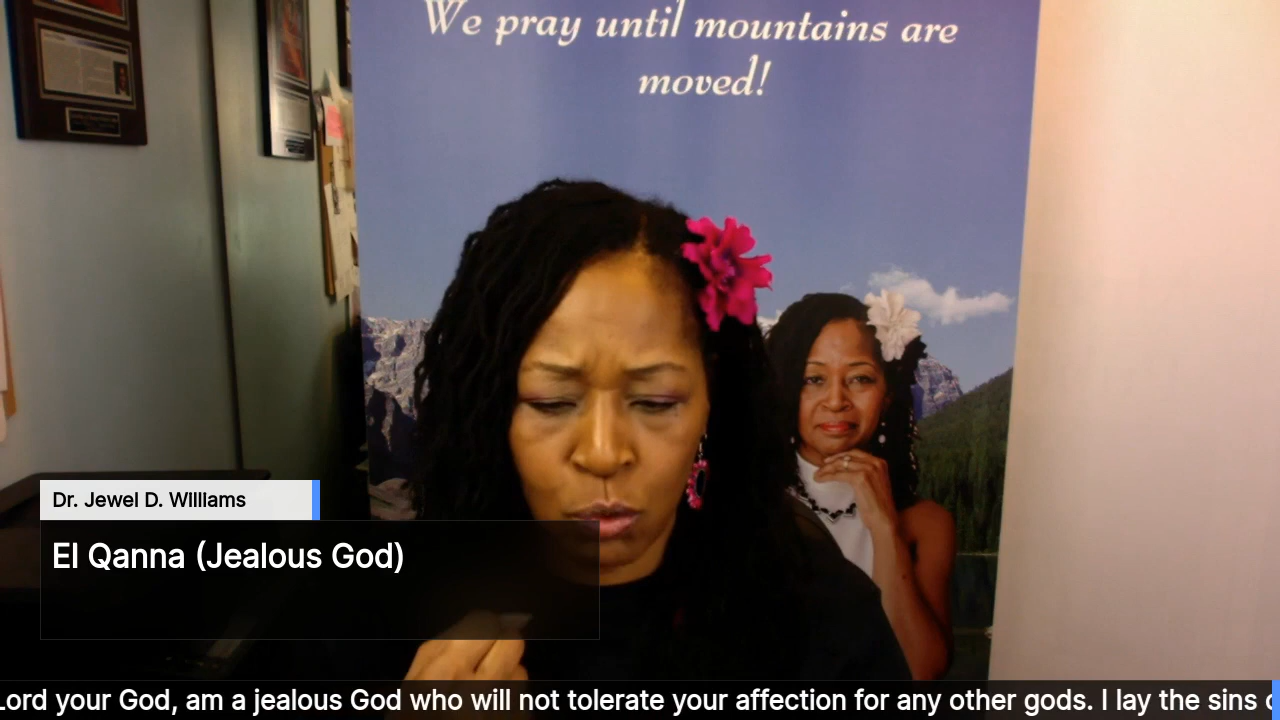 We pray until mountains are
moved!
Dr. Jewel D. WIlliams
El Qanna (Jealous God)
Lord your God, am a jealous God who will not tolerate your affection for any other gods. I lay the sins